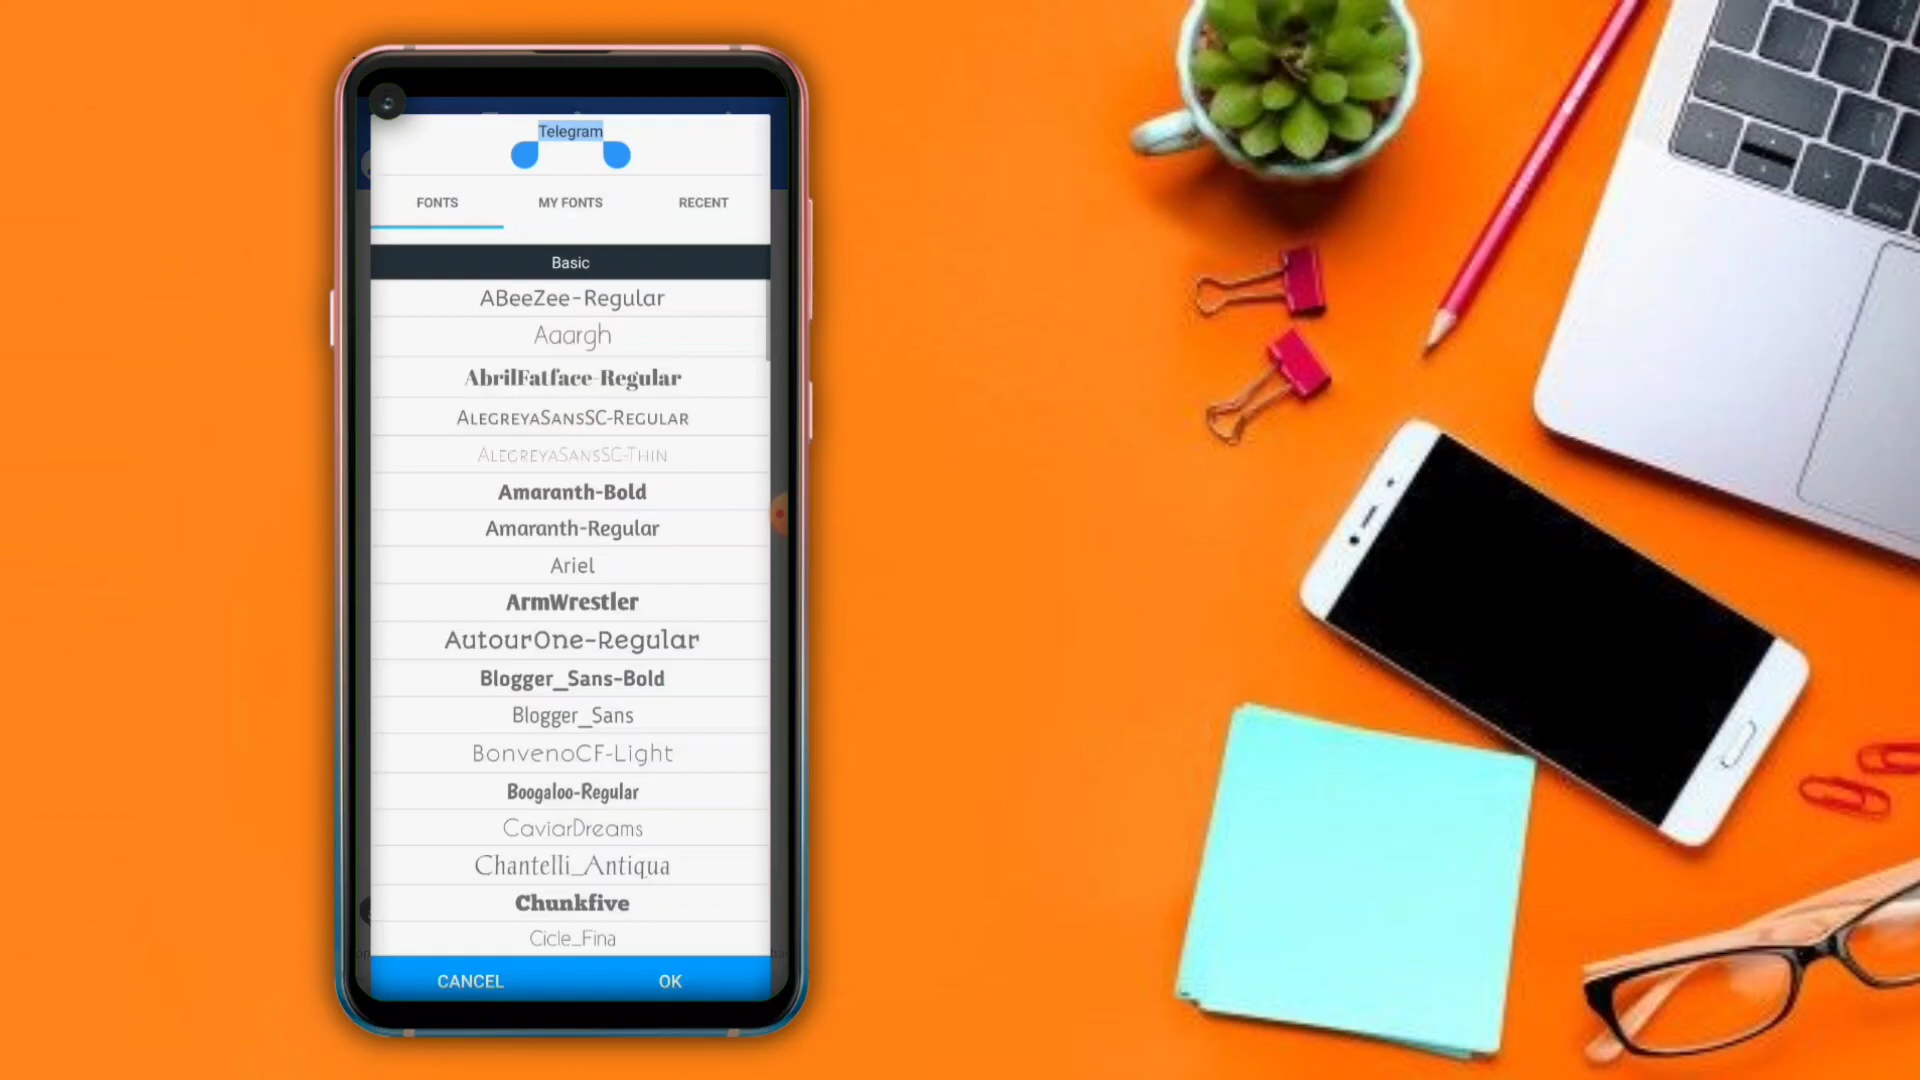 Telegram
FONTS
MY FONTS
RECENT
Basic
ABeeZee-Regular
Aaargh
AbrilFatface-Regular
AlegreyaSansSC-Regular
AlegreyaSansSC-Thin
Amaranth-Bold
Amaranth-Regular
Ariel
ArmWrestler
AutourOne-Regular
Blogger_Sans-Bold
Blogger_Sans
BonvenoCF-Light
Boogaloo-Regular
CaviarDreams
Chantelli_Antiqua
Chunkfive
Cicle_Fina
CANCEL
OK